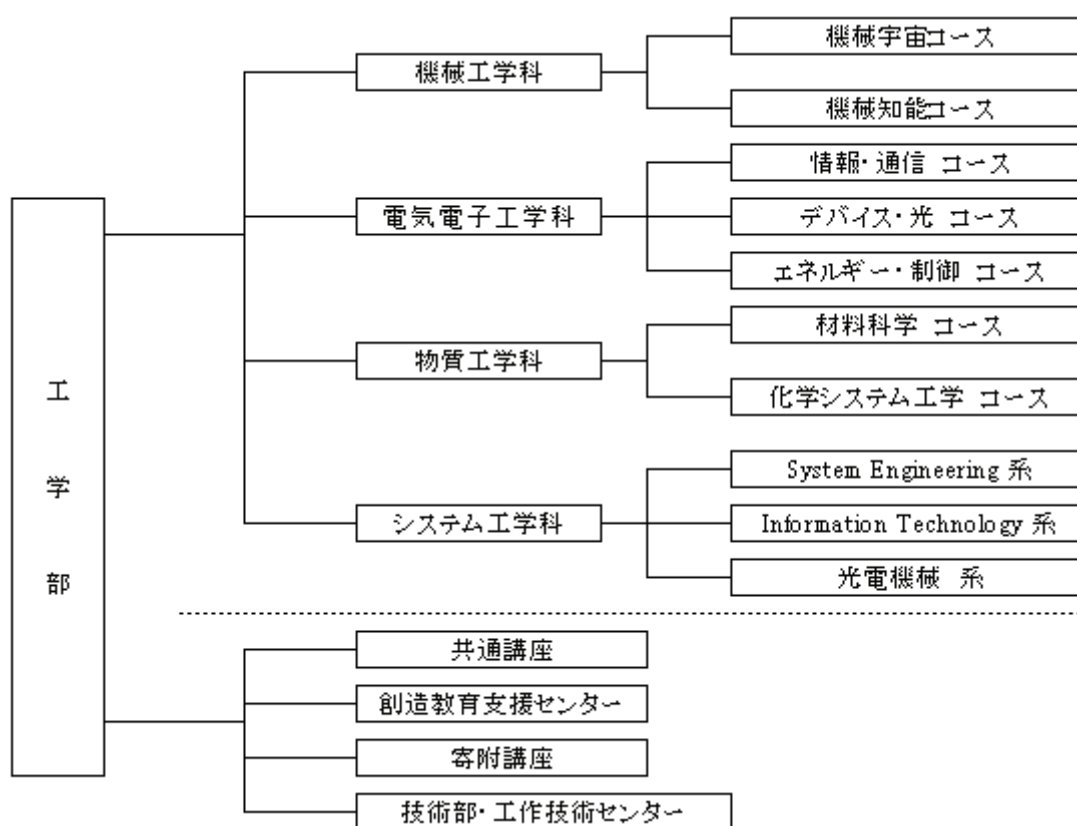 工学部
機械工学科
機械宇宙コース
機械知能コース
電気電子工学科
情報・通信 コース
デバイス・光 コース
エネルギー・制御 コース
物質工学科
材料科学 コース
化学システム工学 コース
システム工学科
System Engineering 系
Information Technology 系
光電機械 系
共通講座
創造教育支援センター
寄附講座
技術部・工作技術センター